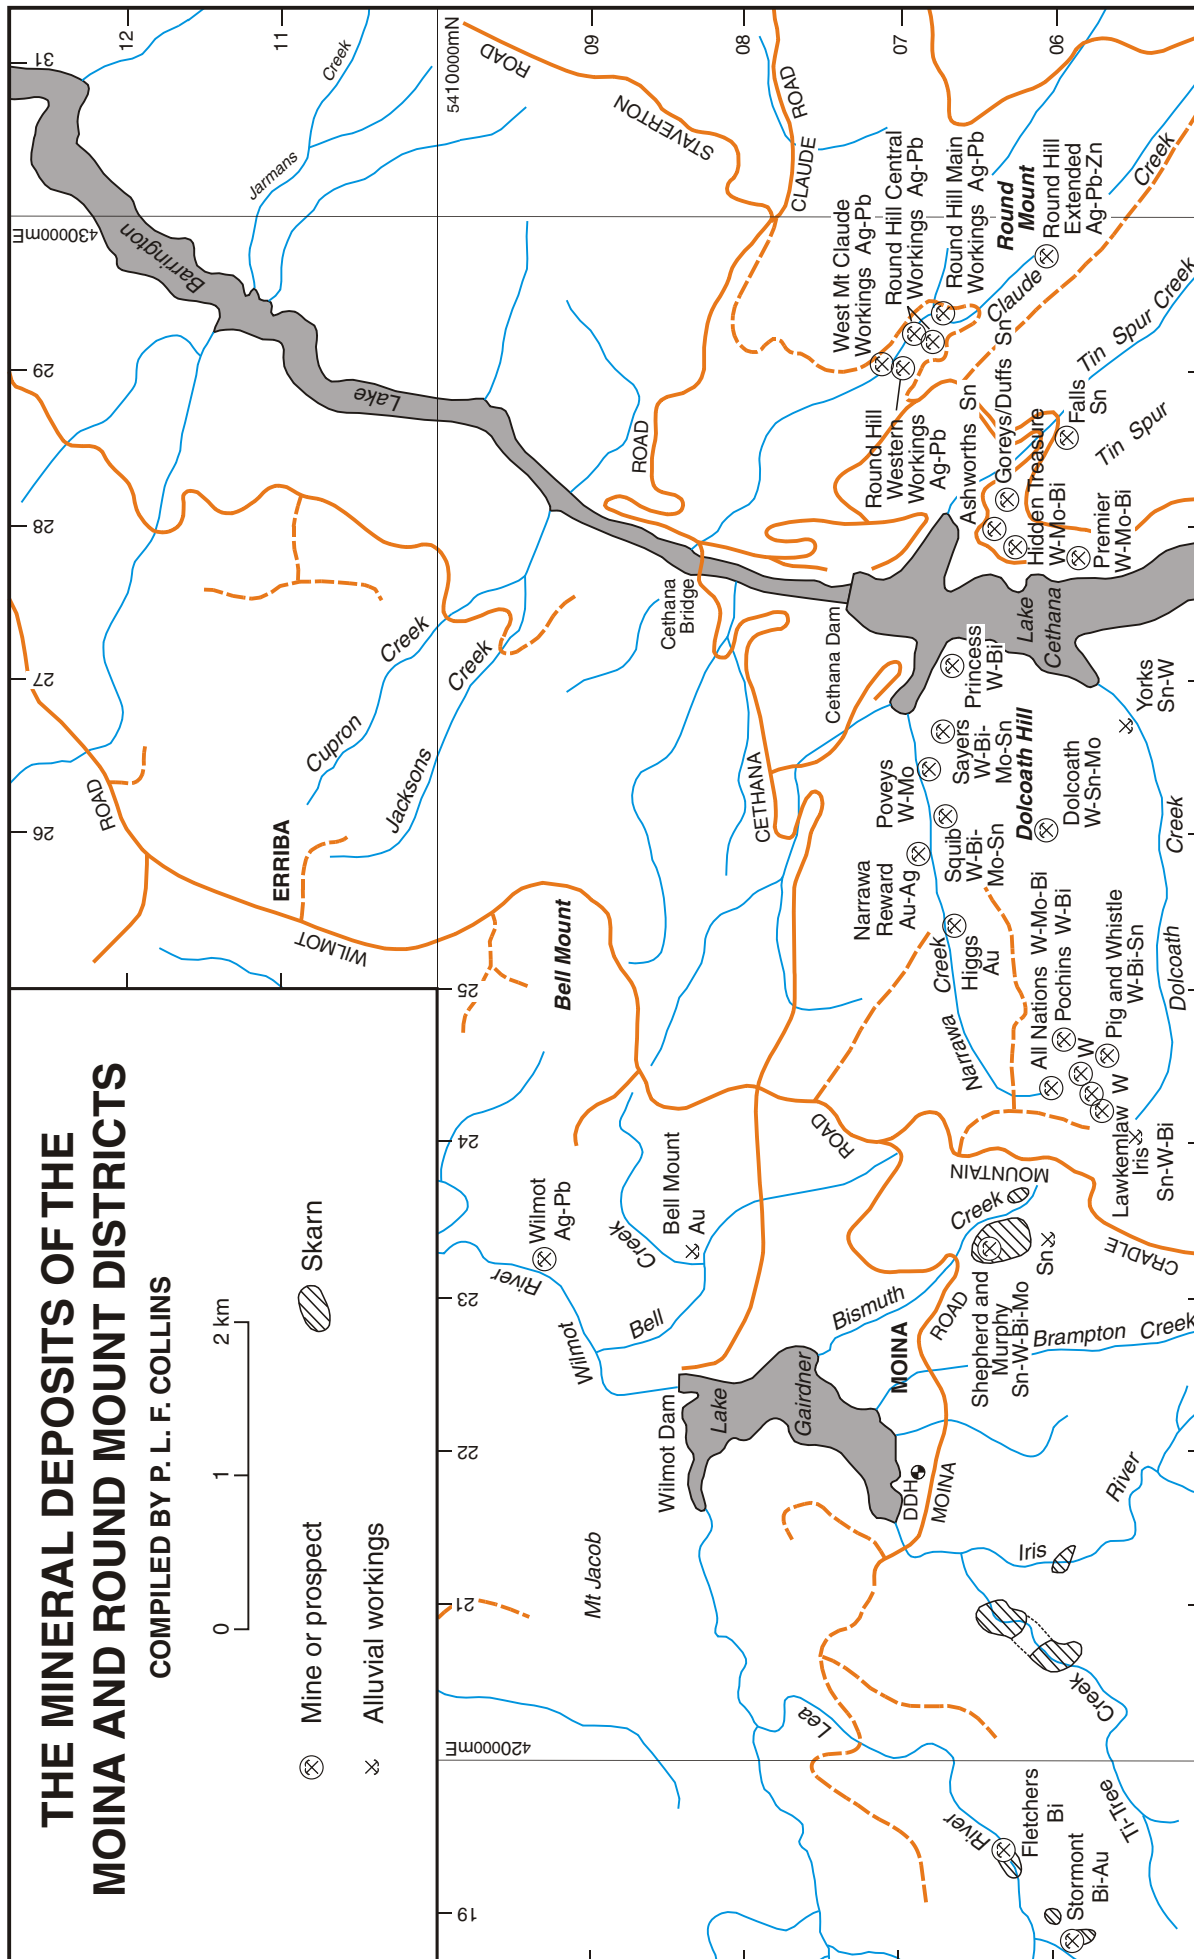 THE MINERAL DEPOSITS OF THE
MOINA AND ROUND MOUNT DISTRICTS
COMPILED BY P. L. F. COLLINS
0
1
2 km
Mine or prospect
Skarn
Alluvial workings
19
420000mE
21
22
23
24
25
26
27
28
29
430000mE
31
12
11
5410000mN
09
08
07
06
ROAD
ERRIBA
WILMOT
Cupron
Creek
Jacksons
Creek
Lake
Barrington
Jarmans
Creek
ROAD
STAVERTON
CLAUDE
ROAD
ROAD
Bell Mount
Cethana
Bridge
CETHANA
Cethana Dam
Mt Jacob
Wilmot
River
Wilmot
Ag-Pb
Bell
Creek
Bell Mount
Au
Wilmot Dam
Lake
Gairdner
Bismuth
Creek
MOINA
DDH
MOINA
ROAD
ROAD
CRADLE
MOUNTAIN
Shepherd and
Murphy
Sn-W-Bi-Mo
Sn
Brampton Creek
Iris
River
Lea
River
Fletchers
Bi
Stormont
Bi-Au
Ti-Tree
Creek
Narrawa
Creek
Narrawa
Reward
Au-Ag
Higgs
Au
Poveys
W-Mo
Squib
W-Bi-
Mo-Sn
Sayers
W-Bi-
Mo-Sn
Princess
W-Bi
Dolcoath Hill
Dolcoath
W-Sn-Mo
All Nations W-Mo-Bi
Pochins W-Bi
W
Pig and Whistle
W-Bi-Sn
W
Lawkemlaw
Iris
Sn-W-Bi
Dolcoath
Creek
Yorks
Sn-W
Lake
Cethana
West Mt Claude
Workings Ag-Pb
Round Hill Central
Workings Ag-Pb
Round Hill Main
Workings Ag-Pb
Round
Mount
Round Hill
Extended
Ag-Pb-Zn
Round Hill
Western
Workings
Ag-Pb
Claude
Creek
Ashworths Sn
Goreys/Duffs Sn
Hidden Treasure
W-Mo-Bi
Premier
W-Mo-Bi
Falls
Sn
Tin Spur
Tin Spur Creek